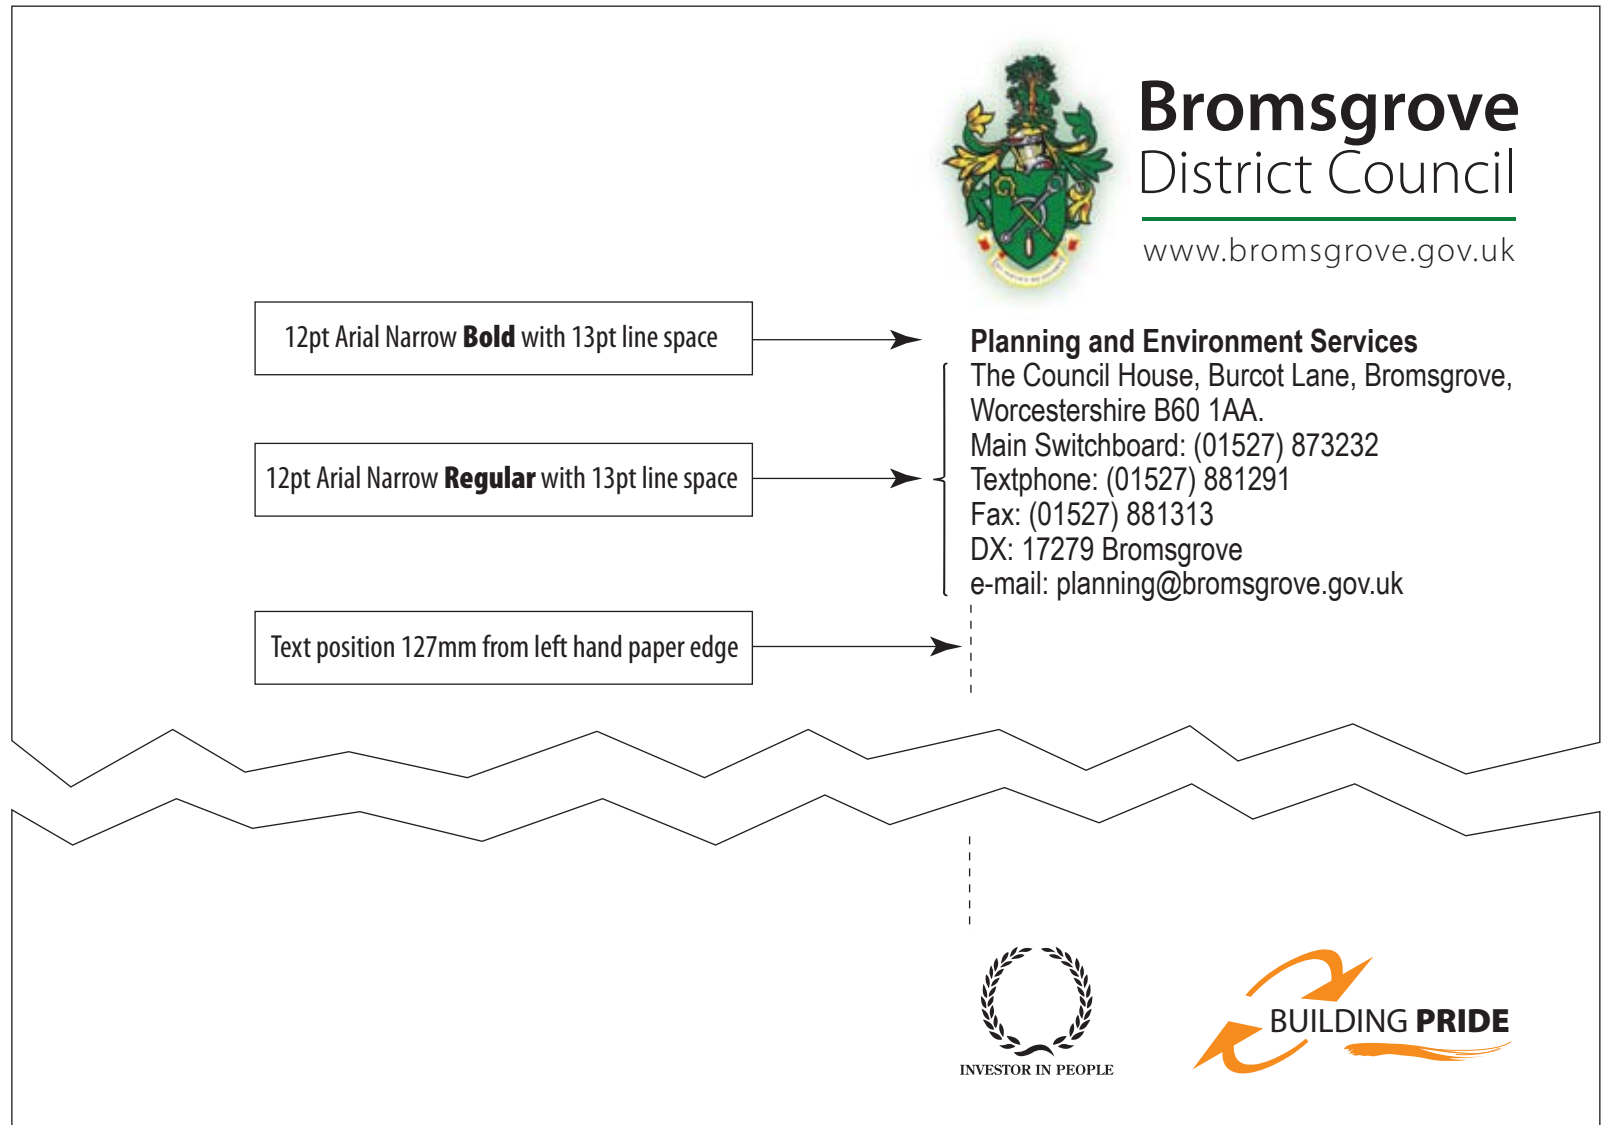 Bromsgrove
District Council
www.bromsgrove.gov.uk
12pt Arial Narrow Bold with 13pt line space
Planning and Environment Services
The Council House, Burcot Lane, Bromsgrove,
Worcestershire B60 1AA.
Main Switchboard: (01527) 873232
12pt Arial Narrow Regular with 13pt line space
Textphone: (01527) 881291
Fax: (01527) 881313
DX: 17279 Bromsgrove
e-mail: planning@bromsgrove.gov.uk
Text position 127mm from left hand paper edge
INVESTOR IN PEOPLE
BUILDING PRIDE